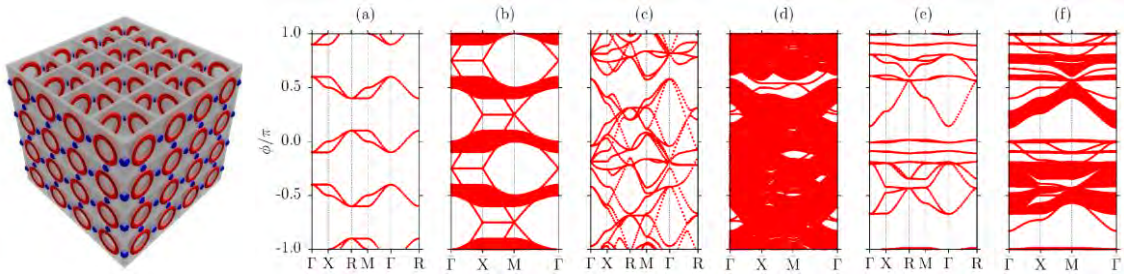 (a) (b) (c) (d) (e) (f)
1.0
0.5
0.0
-0.5
-1.0
ϕ/π
Γ X R M Γ R
Γ X M Γ
Γ X R M Γ R
Γ X M Γ
Γ X R M Γ R
Γ X M Γ